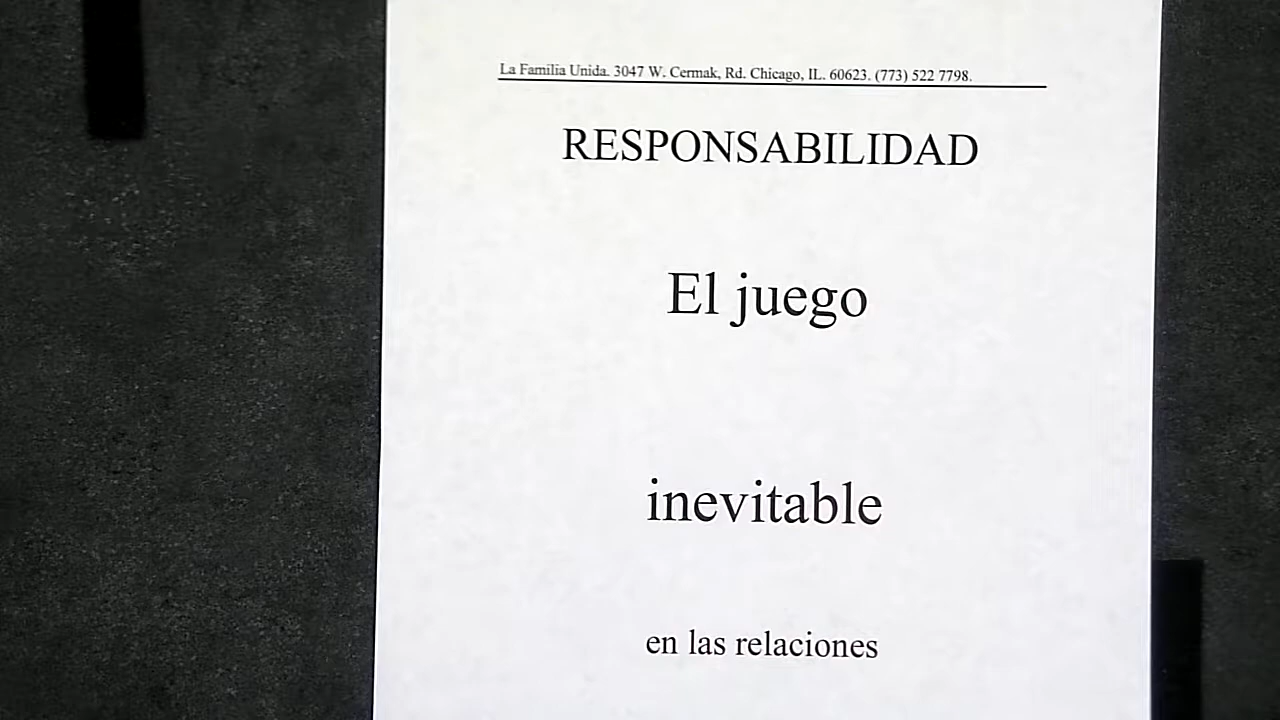 La Familia Unida. 3047 W. Cermak, Rd. Chicago, IL. 60623. (773) 522 7798.
RESPONSABILIDAD
El juego
inevitable
en las relaciones